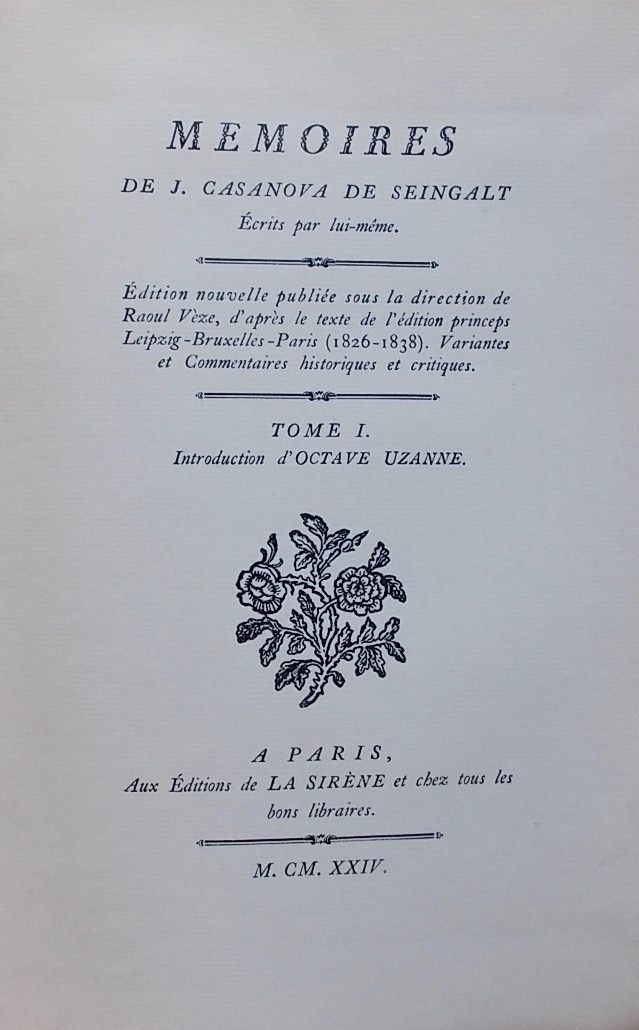 MEMOIRES
DE J. CASANOVA DE SEINGALT
Écrits par lui-même.
Édition nouvelle publiée sous la direction de
Raoul Vèze, d'après le texte de l'édition princeps
Leipzig-Bruxelles-Paris (1826-1838). Variantes
et Commentaires historiques et critiques.
TOME I.
Introduction d'OCTAVE UZANNE.
A PARIS,
Aux Éditions de LA SIRÈNE et chez tous les
bons libraires.
M. CM. XXIV.